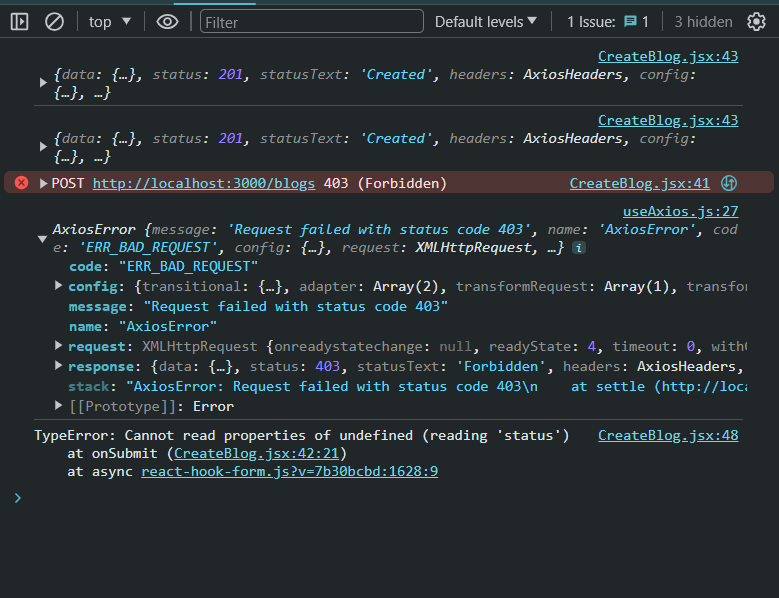 top Filter Default levels 1 Issue: 1 3 hidden
CreateBlog.jsx:43
{data: {…}, status: 201, statusText: 'Created', headers: AxiosHeaders, config:
{…}, …}
CreateBlog.jsx:43
{data: {…}, status: 201, statusText: 'Created', headers: AxiosHeaders, config:
{…}, …}
POST http://localhost:3000/blogs 403 (Forbidden) CreateBlog.jsx:41
useAxios.js:27
AxiosError {message: 'Request failed with status code 403', name: 'AxiosError', cod
e: 'ERR_BAD_REQUEST', config: {…}, request: XMLHttpRequest, …} i
code: "ERR_BAD_REQUEST"
config: {transitional: {…}, adapter: Array(2), transformRequest: Array(1), transfor
message: "Request failed with status code 403"
name: "AxiosError"
request: XMLHttpRequest {onreadystatechange: null, readyState: 4, timeout: 0, withC
response: {data: {…}, status: 403, statusText: 'Forbidden', headers: AxiosHeaders,
stack: "AxiosError: Request failed with status code 403\n    at settle (http://loca
[[Prototype]]: Error
TypeError: Cannot read properties of undefined (reading 'status') CreateBlog.jsx:48
at onSubmit (CreateBlog.jsx:42:21)
at async react-hook-form.js?v=7b30bcbd:1628:9